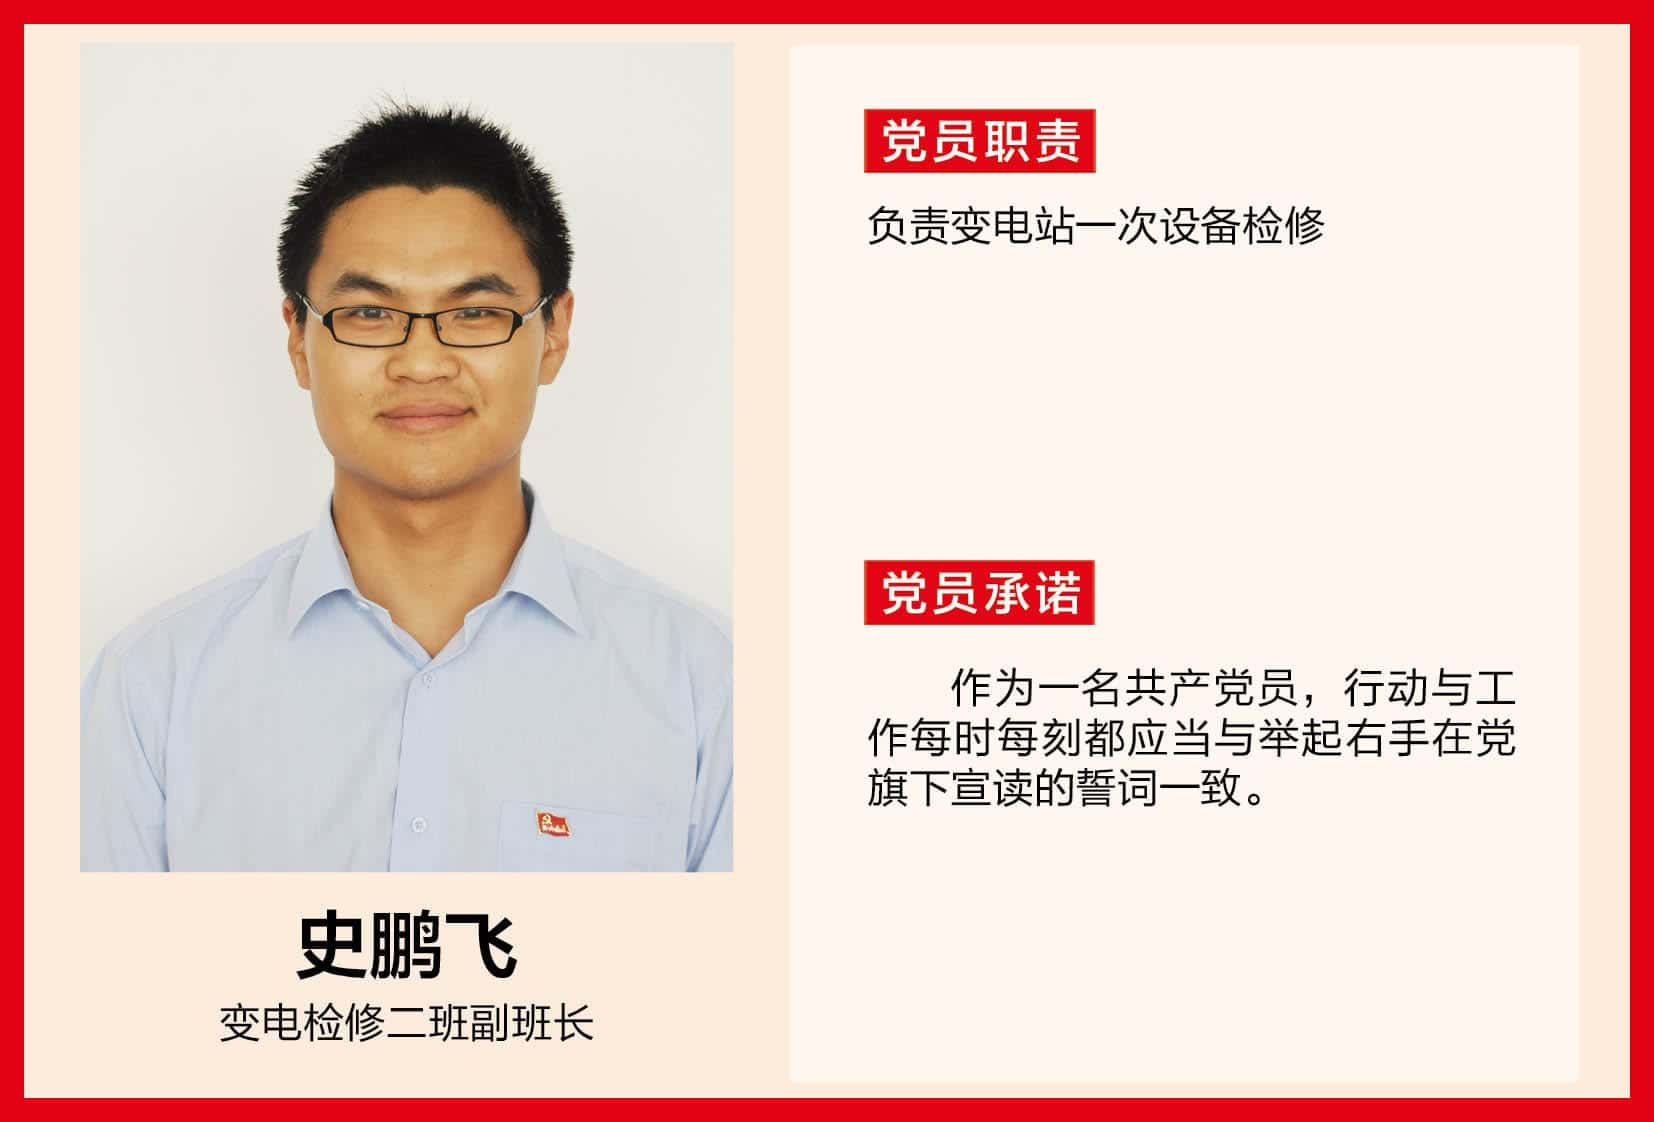 党员职责
负责变电站一次设备检修
党员承诺
作为一名共产党员，行动与工
作每时每刻都应当与举起右手在党
旗下宣读的誓词一致。
史鹏飞
变电检修二班副班长